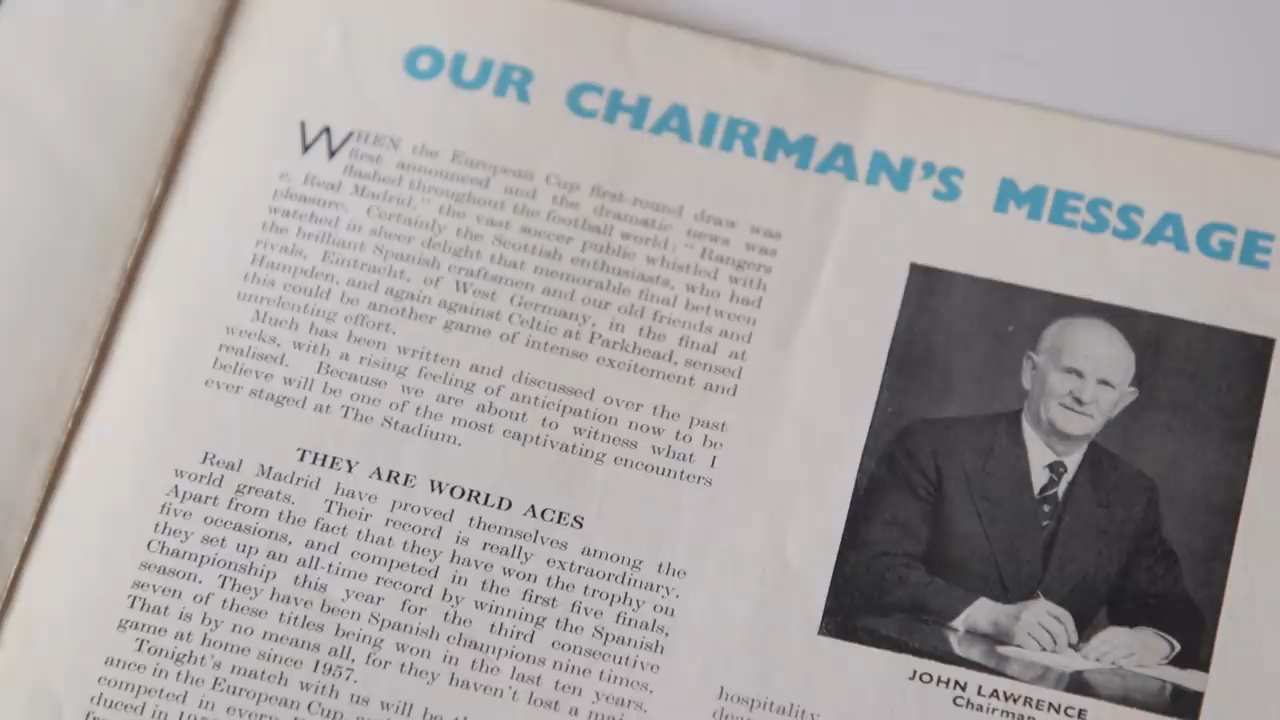 OUR CHAIRMAN'S MESSAGE
WHEN the European Cup first-round draw was
first announced and the dramatic news was
flashed throughout the football world: "Rangers
v. Real Madrid," the vast soccer public whistled with
pleasure. Certainly the Scottish enthusiasts, who had
watched in sheer delight that memorable final between
the brilliant Spanish craftsmen and our old friends and
rivals, Eintracht, of West Germany, in the final at
Hampden, and again against Celtic at Parkhead, sensed
this could be another game of intense excitement and
unrelenting effort.
Much has been written and discussed over the past
weeks, with a rising feeling of anticipation now to be
realised. Because we are about to witness what I
believe will be one of the most captivating encounters
ever staged at The Stadium.
THEY ARE WORLD ACES
Real Madrid have proved themselves among the
world greats. Their record is really extraordinary.
Apart from the fact that they have won the trophy on
five occasions, and competed in the first five finals,
they set up an all-time record by winning the Spanish
Championship this year for the third consecutive
season. They have been Spanish champions nine times,
seven of these titles being won in the last ten years.
That is by no means all, for they haven't lost a
game at home since 1957.
Tonight's match with us will be
ance in the European Cup
competed in every
duced in
JOHN LAWRENCE
Chairman
hospitality